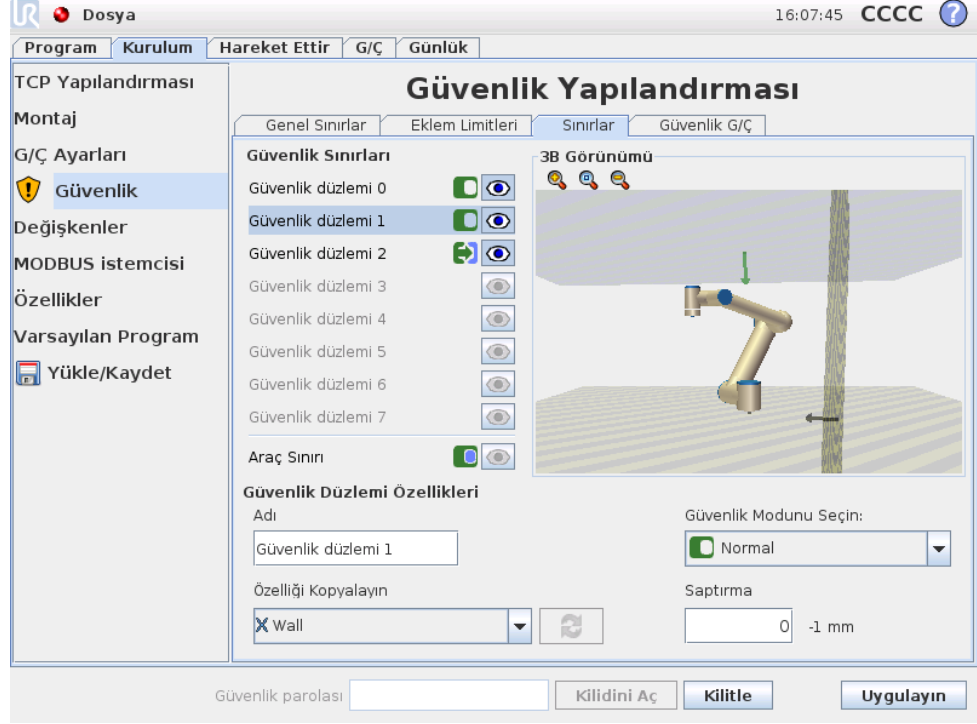 UR Dosya 16:07:45 CCCC ?
Program Kurulum Hareket Ettir G/Ç Günlük
TCP Yapılandırması
Montaj
G/Ç Ayarları
Güvenlik
Değişkenler
MODBUS istemcisi
Özellikler
Varsayılan Program
Yükle/Kaydet
Güvenlik Yapılandırması
Genel Sınırlar Eklem Limitleri Sınırlar Güvenlik G/Ç
Güvenlik Sınırları
Güvenlik düzlemi 0
Güvenlik düzlemi 1
Güvenlik düzlemi 2
Güvenlik düzlemi 3
Güvenlik düzlemi 4
Güvenlik düzlemi 5
Güvenlik düzlemi 6
Güvenlik düzlemi 7
Araç Sınırı
3B Görünümü
Güvenlik Düzlemi Özellikleri
Adı
Güvenlik düzlemi 1
Güvenlik Modunu Seçin:
Normal
Özelliği Kopyalayın
Wall
Saptırma
0 -1 mm
Güvenlik parolası Kilidini Aç Kilitle Uygulayın